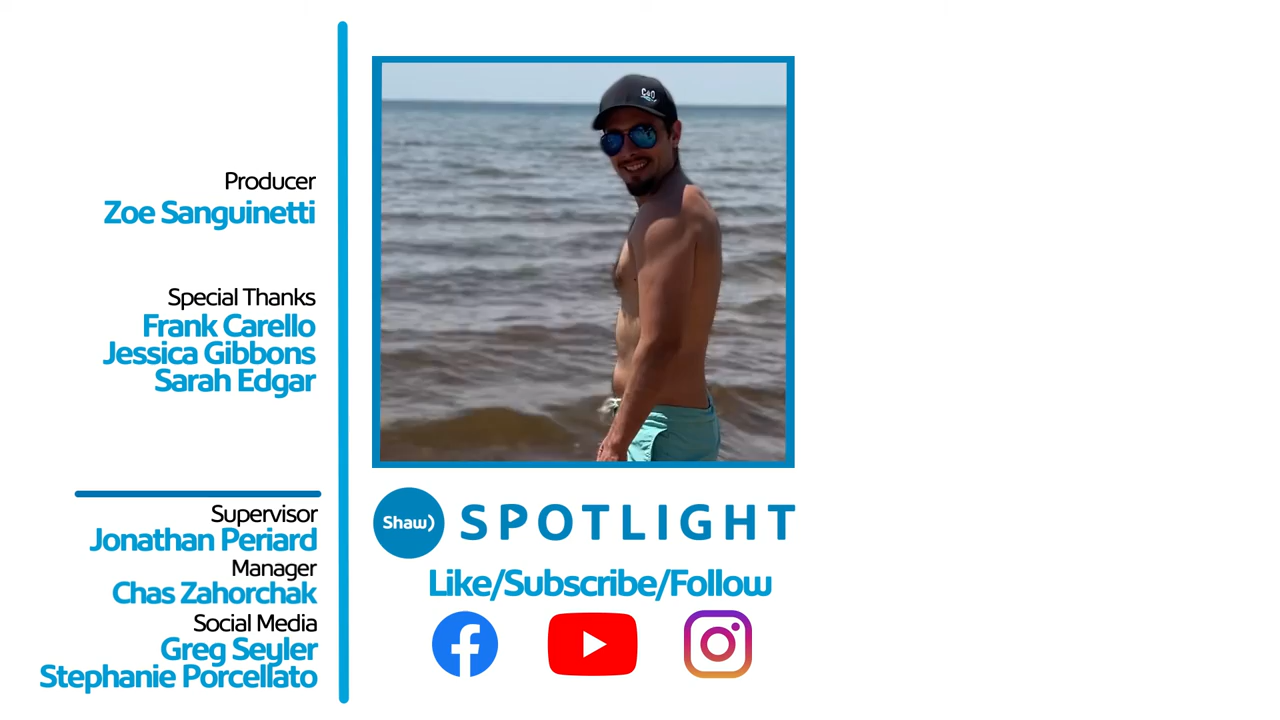 Producer
Zoe Sanguinetti
Special Thanks
Frank Carello
Jessica Gibbons
Sarah Edgar
Supervisor
Jonathan Periard
Manager
Chas Zahorchak
Social Media
Greg Seyler
Stephanie Porcellato
C&O
Shaw)
SPOTLIGHT
Like/Subscribe/Follow